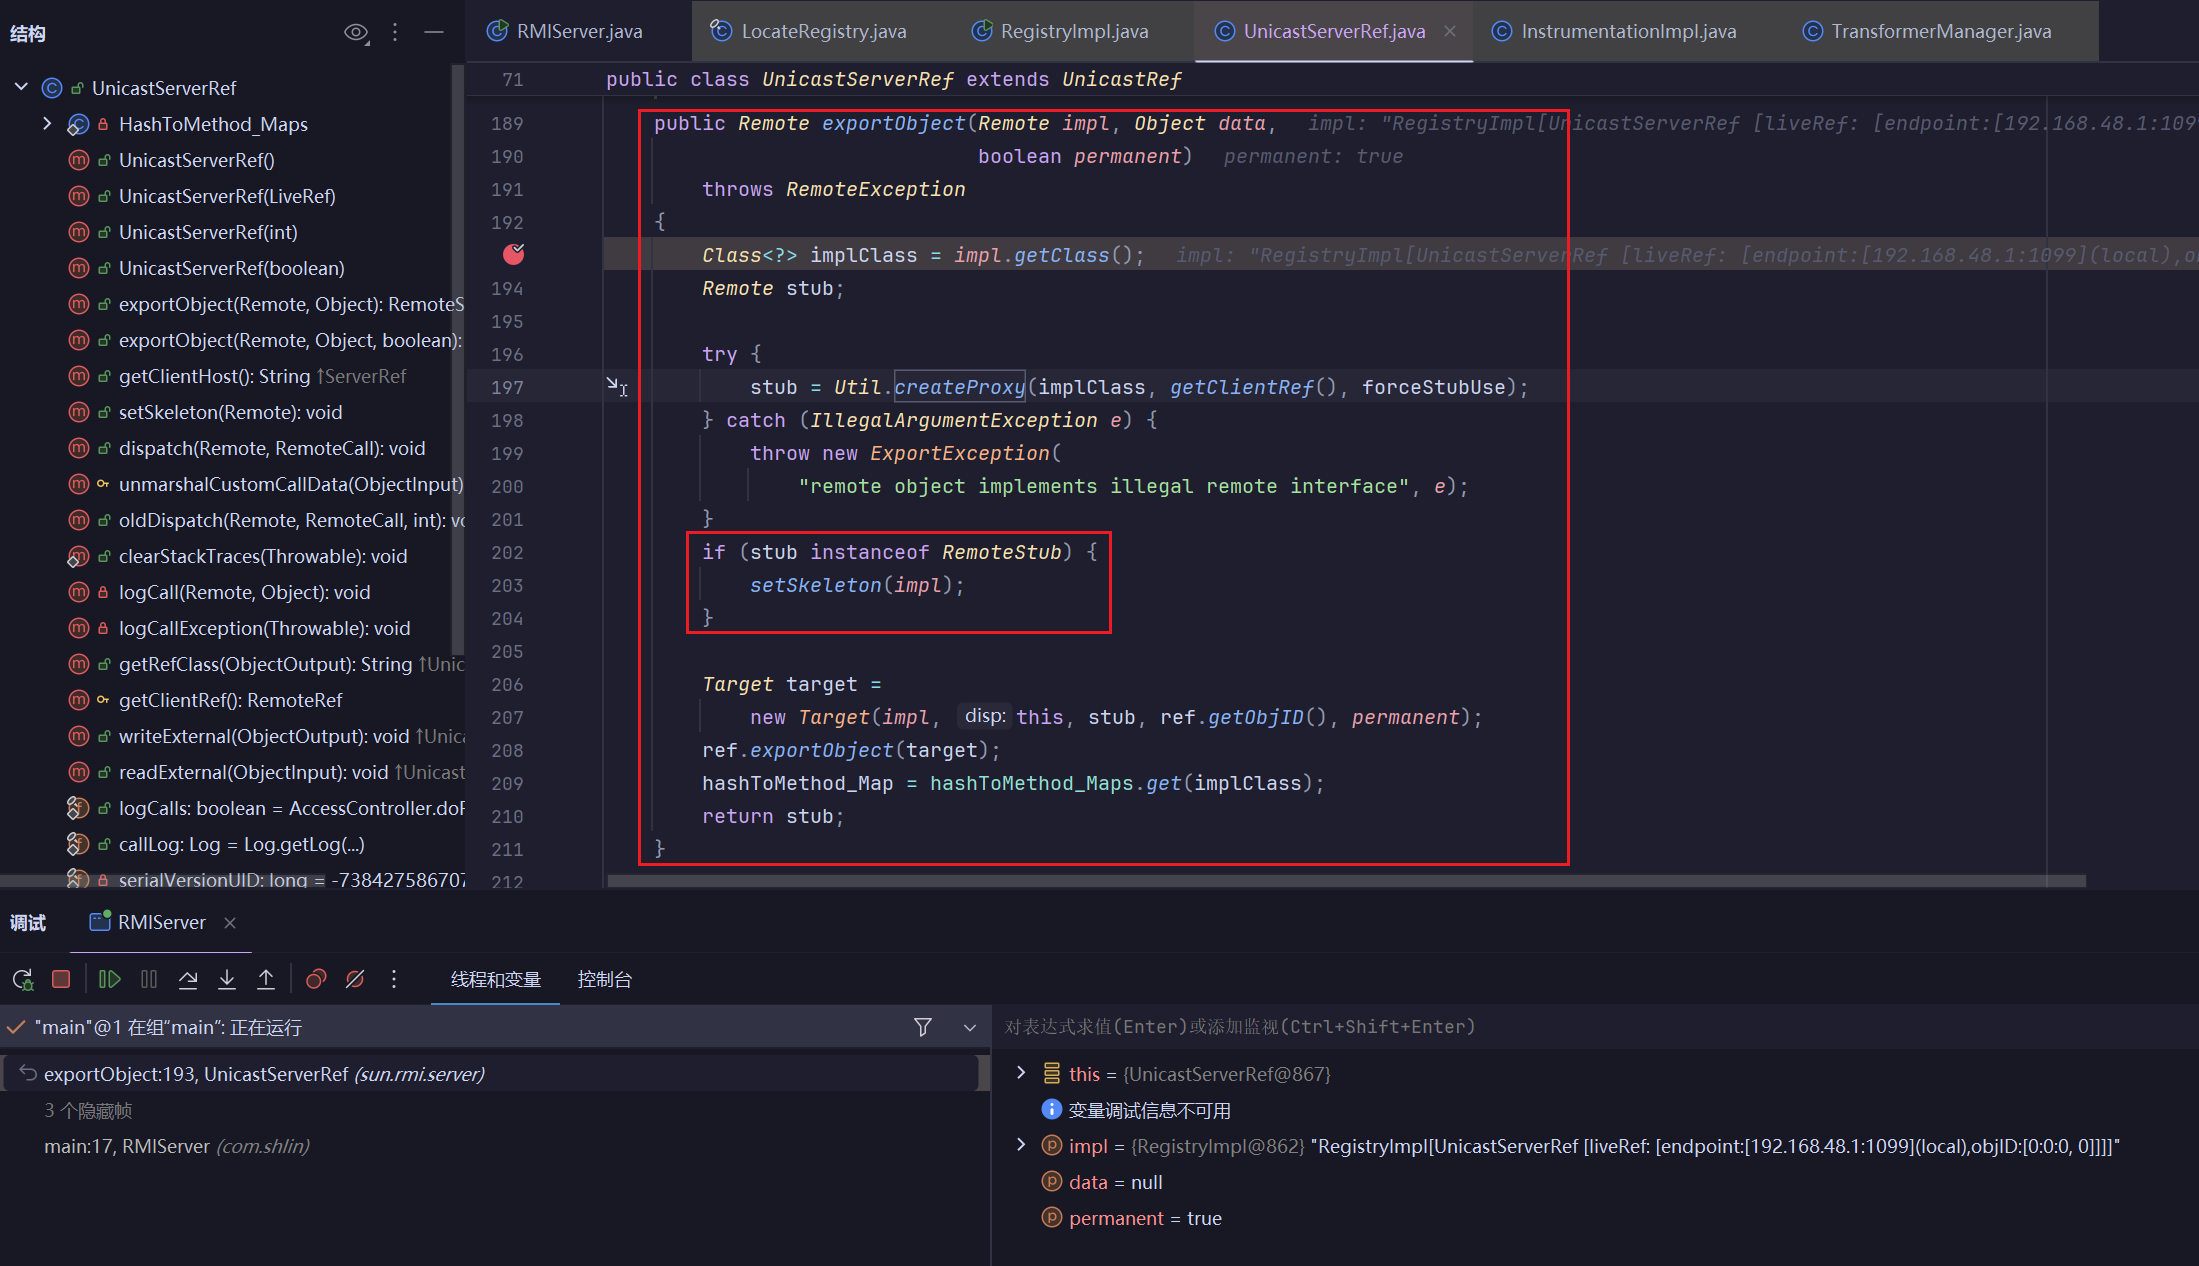 结构
UnicastServerRef
HashToMethod_Maps
UnicastServerRef()
UnicastServerRef(LiveRef)
UnicastServerRef(int)
UnicastServerRef(boolean)
exportObject(Remote, Object): RemoteS
exportObject(Remote, Object, boolean):
getClientHost(): String ↑ServerRef
setSkeleton(Remote): void
dispatch(Remote, RemoteCall): void
unmarshalCustomCallData(ObjectInput)
oldDispatch(Remote, RemoteCall, int): vo
clearStackTraces(Throwable): void
logCall(Remote, Object): void
logCallException(Throwable): void
getRefClass(ObjectOutput): String ↑Unic
getClientRef(): RemoteRef
writeExternal(ObjectOutput): void ↑Unica
readExternal(ObjectInput): void ↑Unicast
logCalls: boolean = AccessController.doP
callLog: Log = Log.getLog(...)
serialVersionUID: long = -738427586707
RMIServer.java LocateRegistry.java RegistryImpl.java UnicastServerRef.java InstrumentationImpl.java TransformerManager.java
71 public class UnicastServerRef extends UnicastRef
189 public Remote exportObject(Remote impl, Object data, impl: "RegistryImpl[UnicastServerRef [liveRef: [endpoint:[192.168.48.1:1099
190 boolean permanent) permanent: true
191 throws RemoteException
192 {
Class<?> implClass = impl.getClass(); impl: "RegistryImpl[UnicastServerRef [liveRef: [endpoint:[192.168.48.1:1099](local),o
194 Remote stub;
195
196 try {
197 stub = Util.createProxy(implClass, getClientRef(), forceStubUse);
198 } catch (IllegalArgumentException e) {
199 throw new ExportException(
200 "remote object implements illegal remote interface", e);
201 }
202 if (stub instanceof RemoteStub) {
203 setSkeleton(impl);
204 }
205
206 Target target =
207 new Target(impl, disp: this, stub, ref.getObjID(), permanent);
208 ref.exportObject(target);
209 hashToMethod_Map = hashToMethod_Maps.get(implClass);
210 return stub;
211 }
212
调试 RMIServer
线程和变量 控制台
"main"@1 在组"main": 正在运行
exportObject:193, UnicastServerRef (sun.rmi.server)
3 个隐藏帧
main:17, RMIServer (com.shlin)
对表达式求值(Enter)或添加监视(Ctrl+Shift+Enter)
this = {UnicastServerRef@867}
变量调试信息不可用
impl = {RegistryImpl@862} "RegistryImpl[UnicastServerRef [liveRef: [endpoint:[192.168.48.1:1099](local),objID:[0:0:0, 0]]]]"
data = null
permanent = true